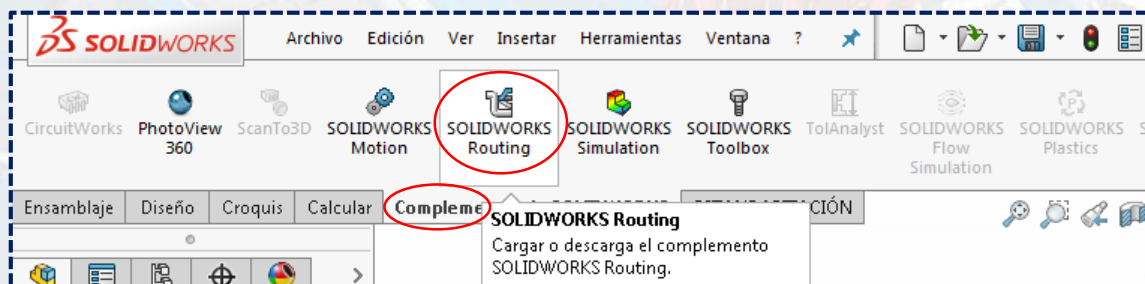 SOLIDWORKS
Archivo Edición Ver Insertar Herramientas Ventana ?
CircuitWorks
PhotoView
360
ScanTo3D
SOLIDWORKS
Motion
SOLIDWORKS
Routing
SOLIDWORKS
Simulation
SOLIDWORKS
Toolbox
TolAnalyst
SOLIDWORKS
Flow
Simulation
SOLIDWORKS
Plastics
S
Ensamblaje Diseño Croquis Calcular Compleme CIÓN
SOLIDWORKS Routing
Cargar o descarga el complemento
SOLIDWORKS Routing.